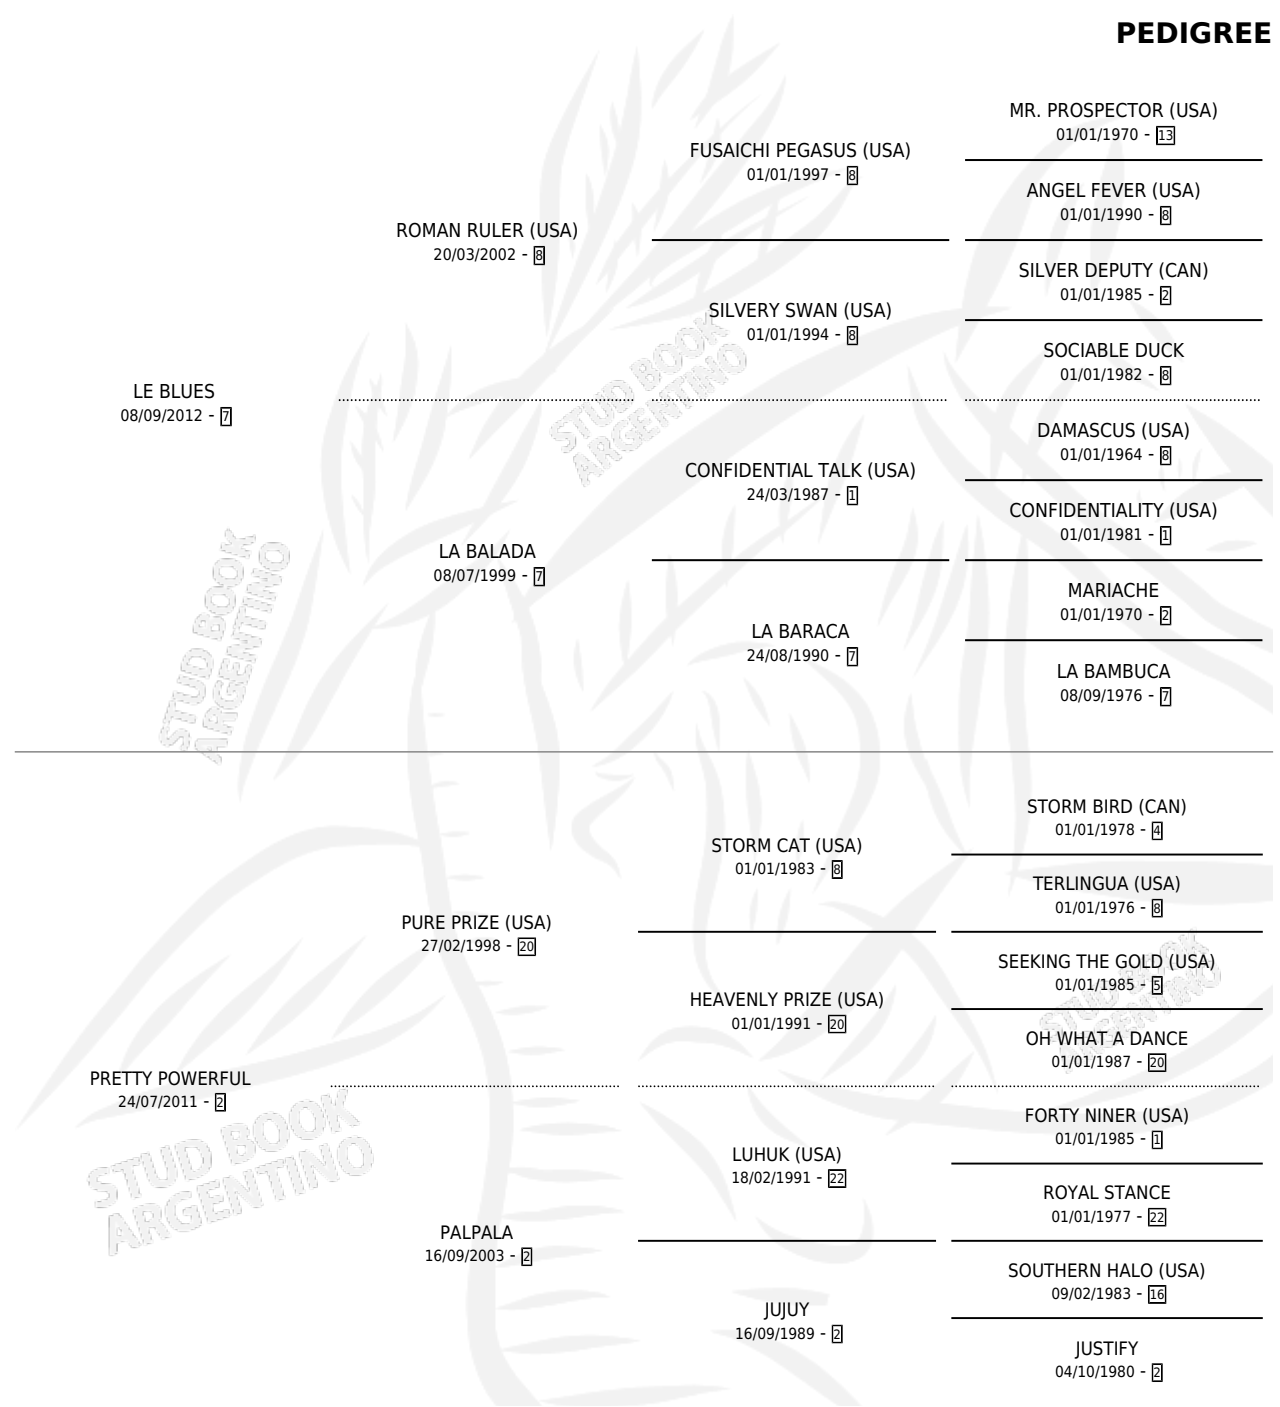 PEDIGREE
MR. PROSPECTOR (USA)
01/01/1970 - 13
FUSAICHI PEGASUS (USA)
01/01/1997 - 8
ANGEL FEVER (USA)
01/01/1990 - 8
ROMAN RULER (USA)
20/03/2002 - 8
SILVER DEPUTY (CAN)
01/01/1985 - 2
SILVERY SWAN (USA)
01/01/1994 - 8
SOCIABLE DUCK
01/01/1982 - 8
LE BLUES
08/09/2012 - 7
DAMASCUS (USA)
01/01/1964 - 8
CONFIDENTIAL TALK (USA)
24/03/1987 - 1
CONFIDENTIALITY (USA)
01/01/1981 - 1
LA BALADA
08/07/1999 - 7
MARIACHE
01/01/1970 - 2
LA BARACA
24/08/1990 - 7
LA BAMBUCA
08/09/1976 - 7
STORM BIRD (CAN)
01/01/1978 - 4
STORM CAT (USA)
01/01/1983 - 8
TERLINGUA (USA)
01/01/1976 - 8
PURE PRIZE (USA)
27/02/1998 - 20
SEEKING THE GOLD (USA)
01/01/1985 - 5
HEAVENLY PRIZE (USA)
01/01/1991 - 20
OH WHAT A DANCE
01/01/1987 - 20
PRETTY POWERFUL
24/07/2011 - 2
FORTY NINER (USA)
01/01/1985 - 1
LUHUK (USA)
18/02/1991 - 22
ROYAL STANCE
01/01/1977 - 22
PALPALA
16/09/2003 - 2
SOUTHERN HALO (USA)
09/02/1983 - 16
JUJUY
16/09/1989 - 2
JUSTIFY
04/10/1980 - 2
STUD BOOK
ARGENTINO
STUD BOOK
ARGENTINO
STUD BOOK
ARGENTINO
STUD BOOK
ARGENTINO